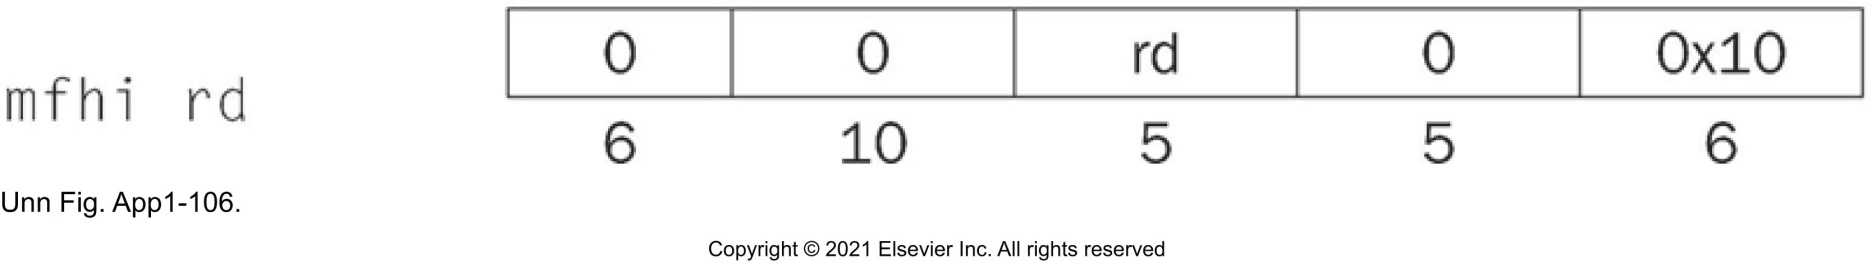 0 0 rd 0 0x10
mfhi rd
6 10 5 5 6
Unn Fig. App1-106.
Copyright © 2021 Elsevier Inc. All rights reserved